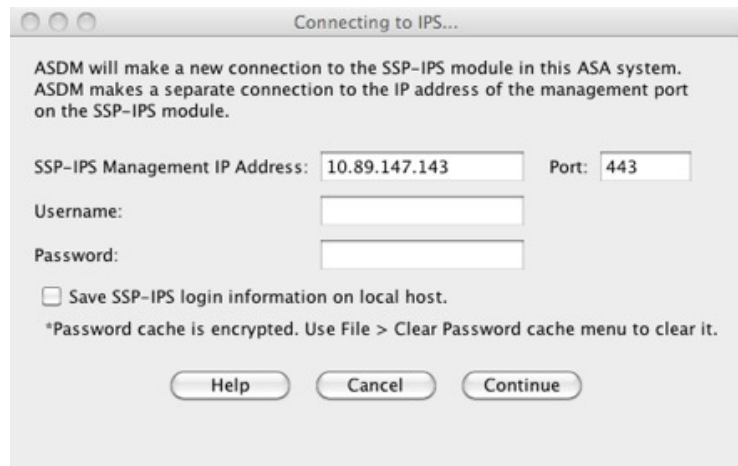 Connecting to IPS...
ASDM will make a new connection to the SSP-IPS module in this ASA system.
ASDM makes a separate connection to the IP address of the management port
on the SSP-IPS module.
SSP-IPS Management IP Address: 10.89.147.143 Port: 443
Username:
Password:
Save SSP-IPS login information on local host.
*Password cache is encrypted. Use File > Clear Password cache menu to clear it.
Help Cancel Continue